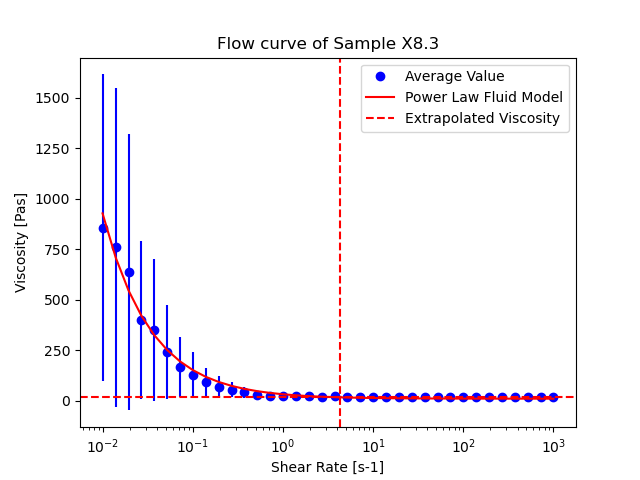 Flow curve of Sample X8.3
Average Value
Power Law Fluid Model
Extrapolated Viscosity
Viscosity [Pas]
1500
1250
1000
750
500
250
0
10⁻² 10⁻¹ 10⁰ 10¹ 10² 10³
Shear Rate [s-1]